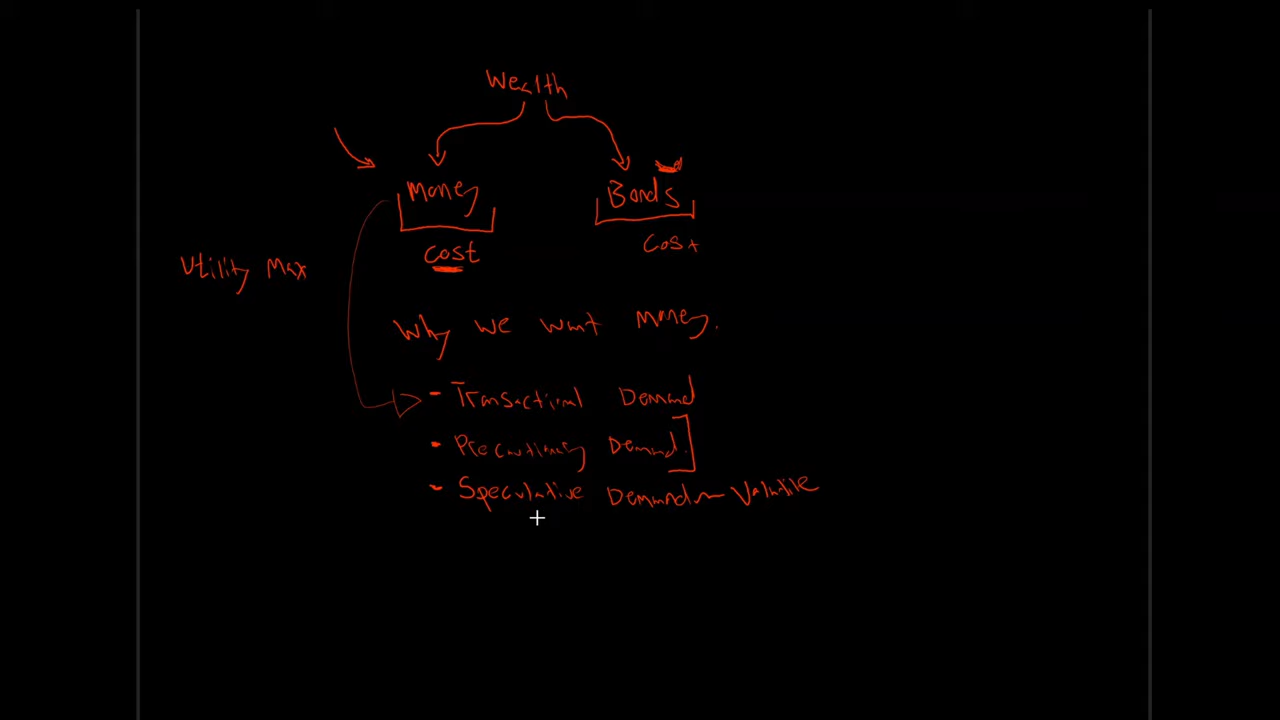 Wealth
Money
Bonds
Cost
Cost
Utility Max
Why we want money.
- Transactional Demand
- Precautionary Demand
- Speculative Demand - Volatile